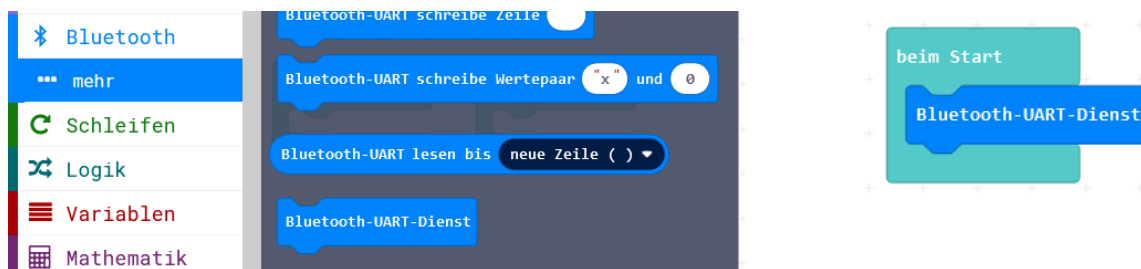 Bluetooth
mehr
Schleifen
Logik
Variablen
Mathematik
Bluetooth-UART schreibe Zeile
Bluetooth-UART schreibe Wertepaar "x" und 0
Bluetooth-UART lesen bis neue Zeile ( )
Bluetooth-UART-Dienst
beim Start
Bluetooth-UART-Dienst